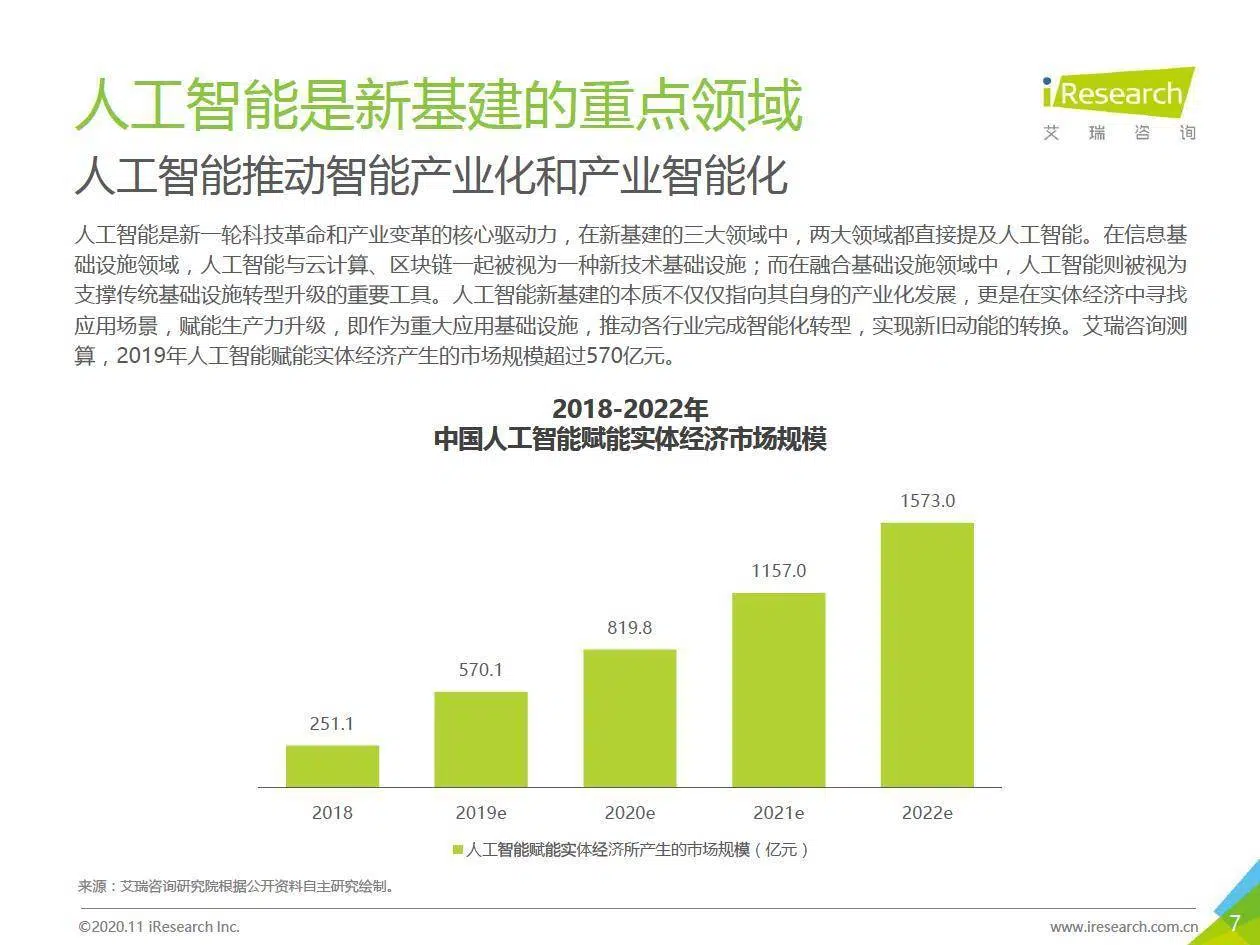 人工智能是新基建的重点领域
iResearch
艾瑞咨询
人工智能推动智能产业化和产业智能化
人工智能是新一轮科技革命和产业变革的核心驱动力，在新基建的三大领域中，两大领域都直接提及人工智能。在信息基
础设施领域，人工智能与云计算、区块链一起被视为一种新技术基础设施；而在融合基础设施领域中，人工智能则被视为
支撑传统基础设施转型升级的重要工具。人工智能新基建的本质不仅仅指向其自身的产业化发展，更是在实体经济中寻找
应用场景，赋能生产力升级，即作为重大应用基础设施，推动各行业完成智能化转型，实现新旧动能的转换。艾瑞咨询测
算，2019年人工智能赋能实体经济产生的市场规模超过570亿元。
2018-2022年
中国人工智能赋能实体经济市场规模
1573.0
1157.0
819.8
570.1
251.1
2018 2019e 2020e 2021e 2022e
人工智能赋能实体经济所产生的市场规模（亿元）
来源：艾瑞咨询研究院根据公开资料自主研究绘制。
©2020.11 iResearch Inc. www.iresearch.com.cn 7